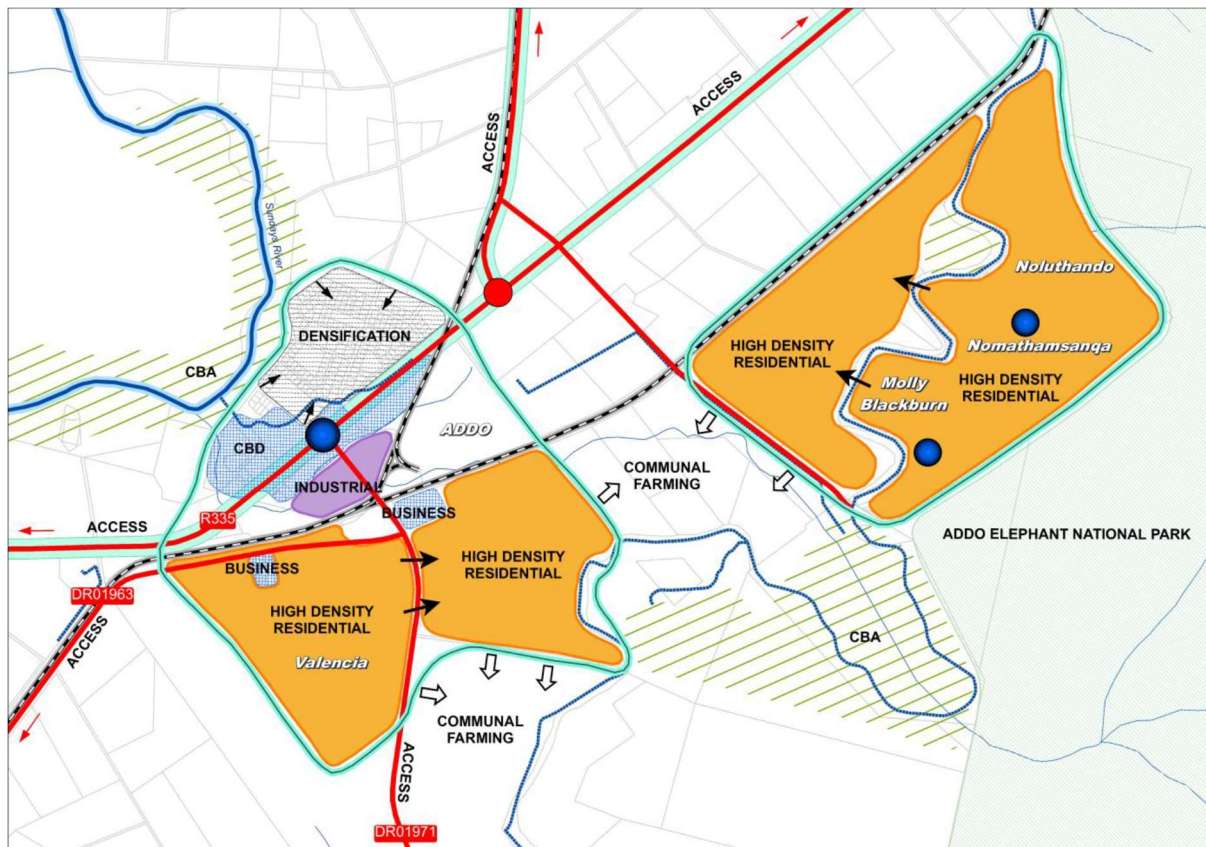 ACCESS
ACCESS
Sundays River
Noluthando
DENSIFICATION
HIGH DENSITY
RESIDENTIAL
Nomathamsanqa
CBA
Molly
Blackburn
HIGH DENSITY
RESIDENTIAL
ADDO
CBD
COMMUNAL
FARMING
INDUSTRIAL
BUSINESS
R335
ACCESS
ADDO ELEPHANT NATIONAL PARK
BUSINESS
HIGH DENSITY
RESIDENTIAL
DR01963
HIGH DENSITY
RESIDENTIAL
CBA
ACCESS
Valencia
COMMUNAL
FARMING
ACCESS
DR01971